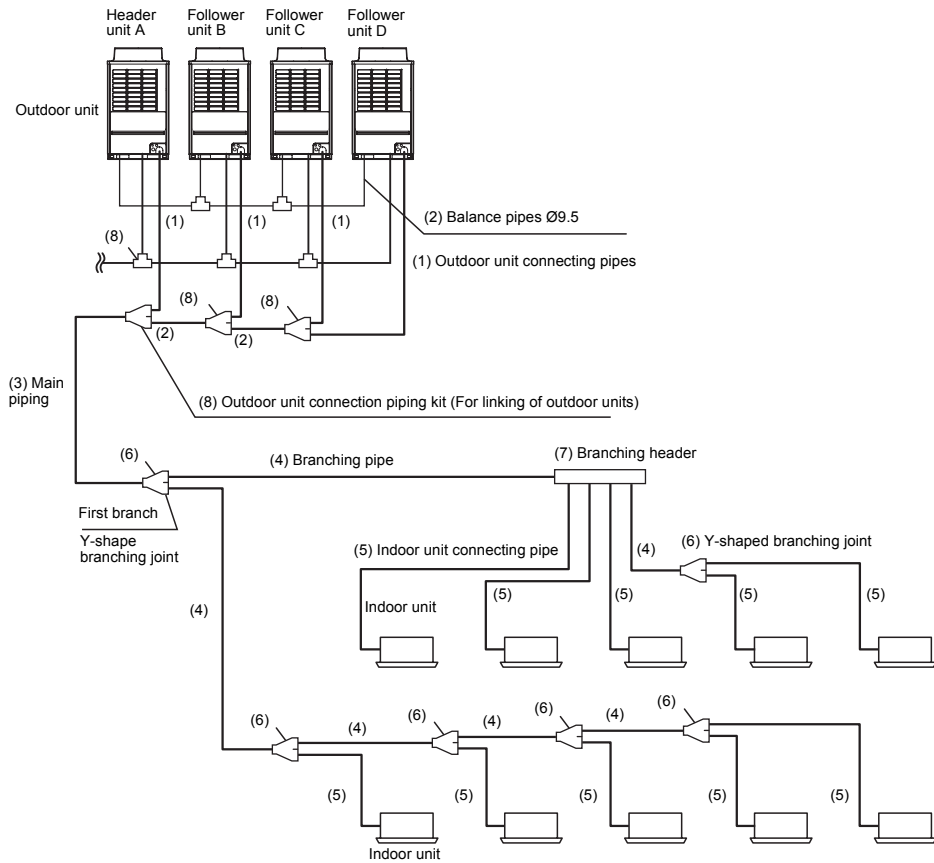 Header unit A
Follower unit B
Follower unit C
Follower unit D
Outdoor unit
(1)
(1)
(1)
(2) Balance pipes Ø9.5
(8)
(1) Outdoor unit connecting pipes
(8)
(8)
(2)
(2)
(3) Main piping
(8) Outdoor unit connection piping kit (For linking of outdoor units)
(6)
(4) Branching pipe
(7) Branching header
First branch
Y-shape branching joint
(5) Indoor unit connecting pipe
(4)
(6) Y-shaped branching joint
(4)
Indoor unit
(5)
(5)
(5)
(5)
(6)
(4)
(6)
(4)
(6)
(4)
(6)
(5)
(5)
(5)
(5)
(5)
Indoor unit